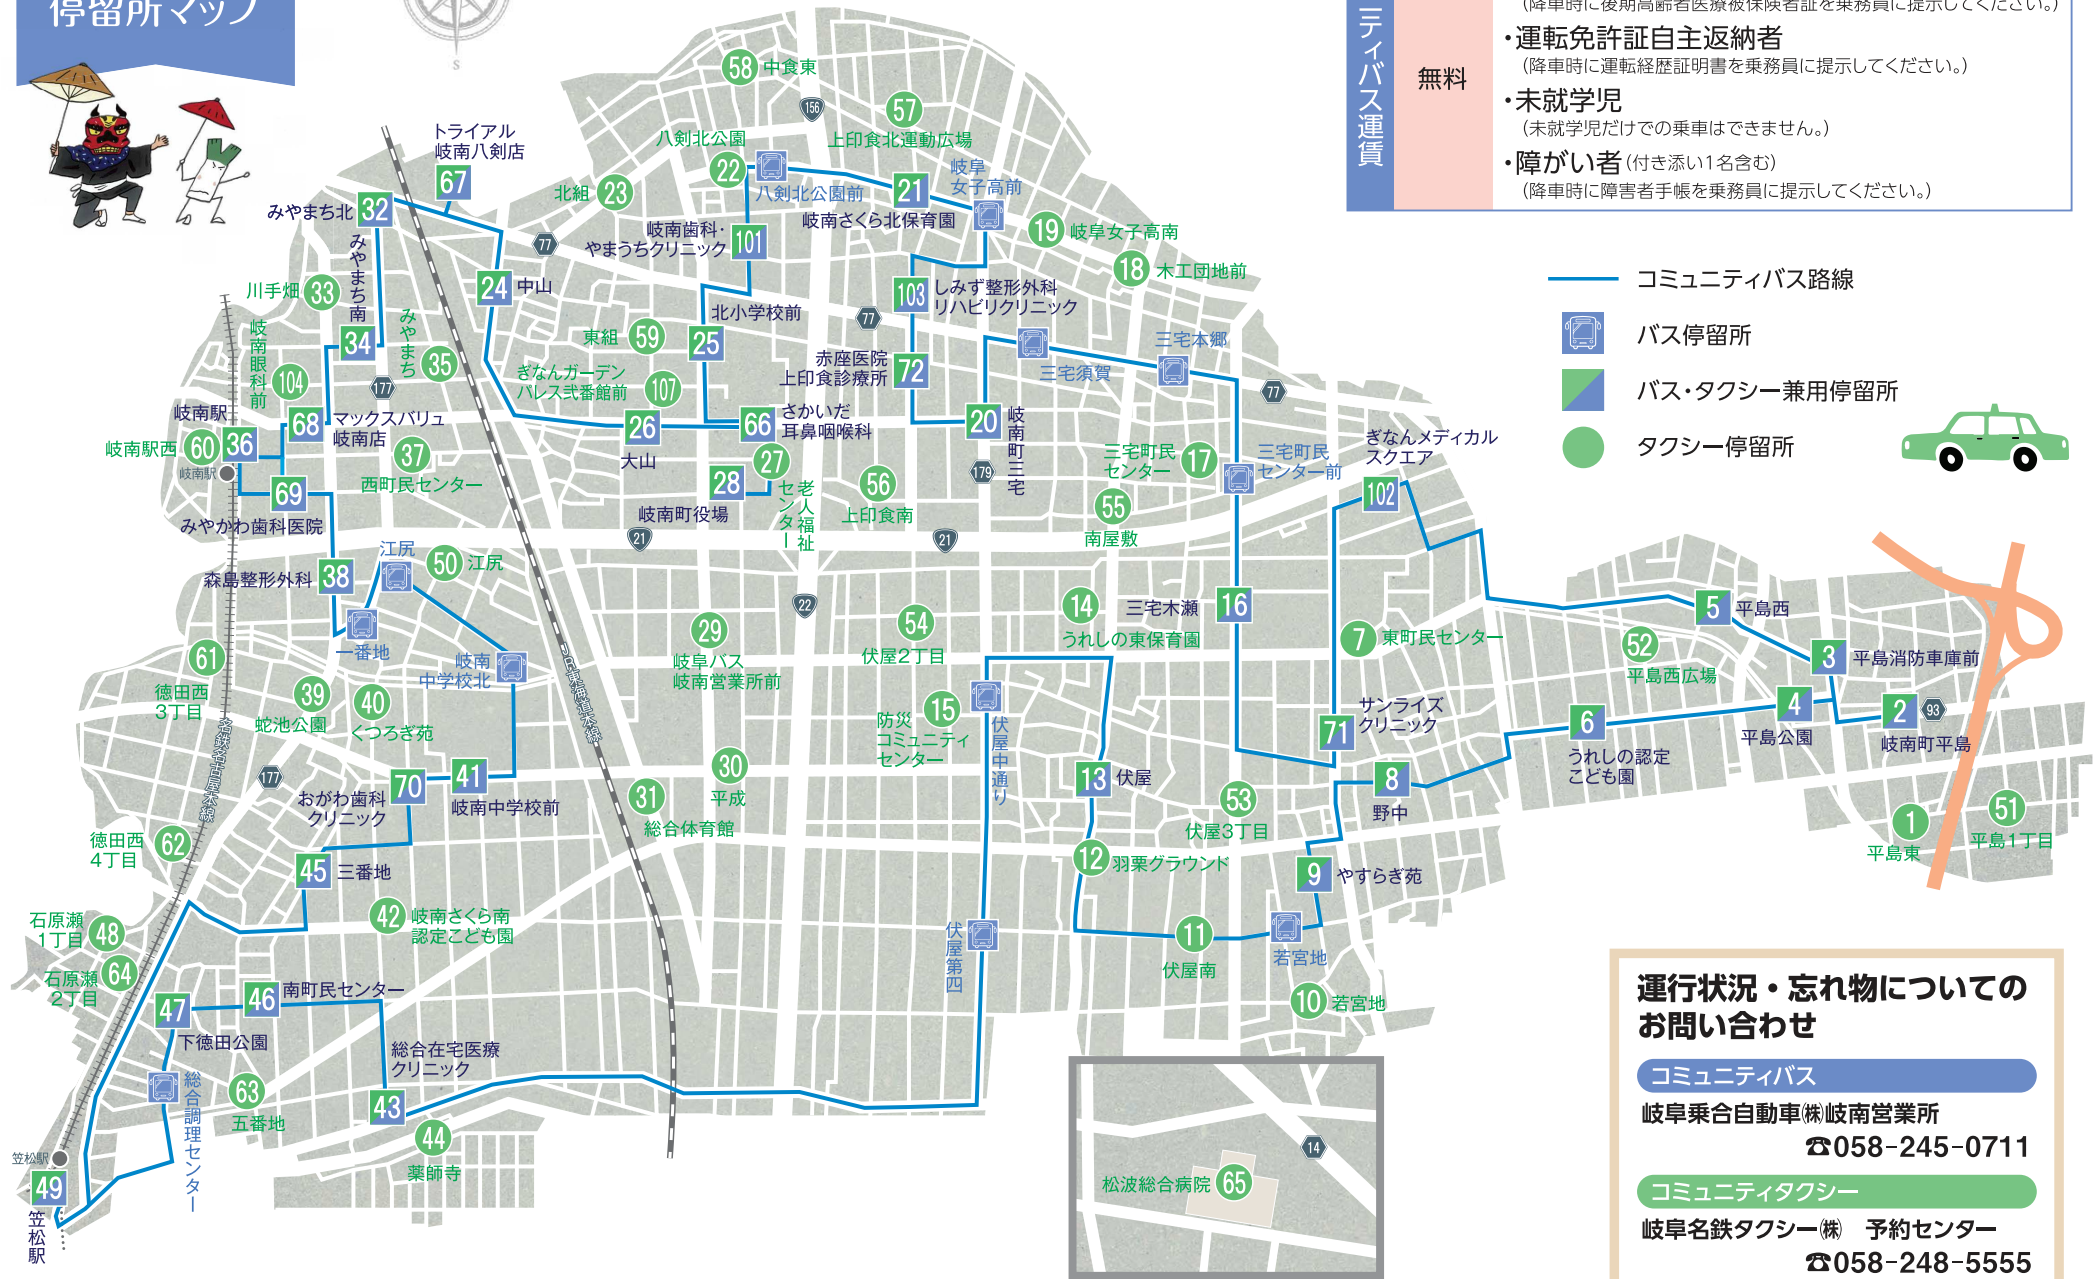 停留所マップ
S
ティバス運賃
無料
(降車時に後期高齢者医療被保険者証を乗務員に提示してください。)
・運転免許証自主返納者
(降車時に運転経歴証明書を乗務員に提示してください。)
・未就学児
(未就学児だけでの乗車はできません。)
・障がい者(付き添い1名含む)
(降車時に障害者手帳を乗務員に提示してください。)
コミュニティバス路線
バス停留所
バス・タクシー兼用停留所
タクシー停留所
58 中食東
156
57
上印食北運動広場
八剣北公園
22
八剣北公園前
トライアル
岐南八剣店
67
北組 23
21
岐南さくら北保育園
岐阜
女子高前
みやまち北 32
岐南歯科・
やまうちクリニック
101
19 岐阜女子高南
18 木工団地前
77
みやまち南
34
24 中山
川手畑 33
103 しみず整形外科
リハビリクリニック
北小学校前
25
77
東組 59
みやまち
35
岐南眼科前
104
177
ぎなんガーデン
パレス弐番館前
107
赤座医院
上印食診療所
72
三宅須賀
三宅本郷
77
岐南駅
36
68 マックスバリュ
岐南店
岐南駅西 60
岐南駅
37
西町民センター
26
大山
66 さかいだ
耳鼻咽喉科
27
老人福祉
センター
28
岐南町役場
20
岐南町三宅
179
56
上印食南
三宅町民
センター
17
三宅町民
センター前
ぎなんメディカル
スクエア
102
55
南屋敷
69
みやかわ歯科医院
21
21
江尻
50 江尻
森島整形外科 38
一番地
22
29
岐阜バス
岐南営業所前
54
伏屋2丁目
14
うれしの東保育園
三宅木瀬 16
7 東町民センター
5 平島西
52
平島西広場
3 平島消防車庫前
4
平島公園
2
岐南町平島
93
6
うれしの認定
こども園
61
徳田西
3丁目
39
蛇池公園
40
くつろぎ苑
岐南
中学校北
JR東海道本線
名鉄名古屋本線
防災
コミュニティ
センター
15
伏屋中通り
サンライズ
クリニック
71
177
おがわ歯科
クリニック
70
41
岐南中学校前
30
平成
31
総合体育館
13 伏屋
53
伏屋3丁目
8
野中
1
平島東
51
平島1丁目
徳田西
4丁目
62
45 三番地
12 羽栗グラウンド
9 やすらぎ苑
石原瀬
1丁目
48
42 岐南さくら南
認定こども園
石原瀬
2丁目
64
伏屋第四
11
伏屋南
若宮地
10 若宮地
47
下徳田公園
46 南町民センター
総合在宅医療
クリニック
43
総合調理センター
63
五番地
44
薬師寺
笠松駅
49
笠松駅
14
松波総合病院 65
運行状況・忘れ物についての
お問い合わせ
コミュニティバス
岐阜乗合自動車㈱岐南営業所
☎058-245-0711
コミュニティタクシー
岐阜名鉄タクシー㈱　予約センター
☎058-248-5555